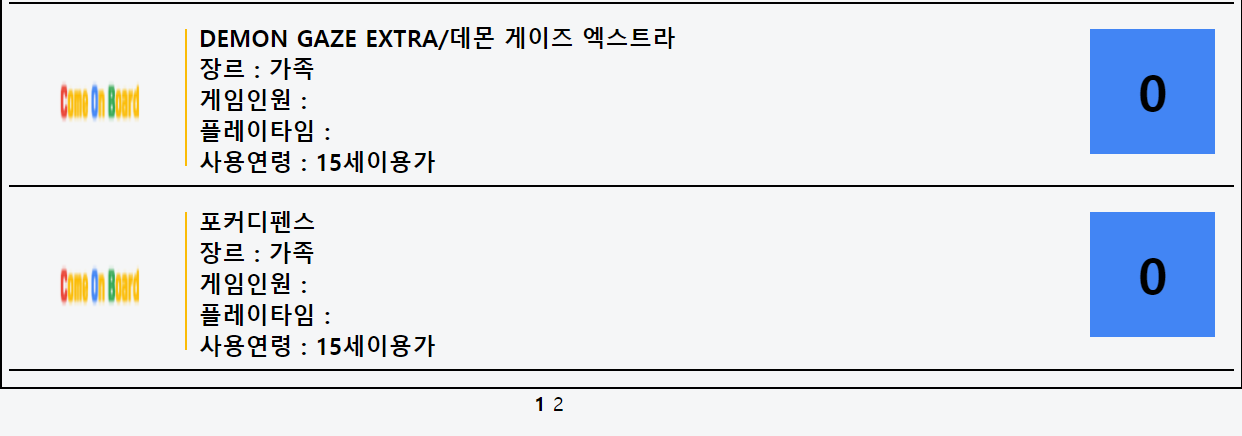 Come On Board
DEMON GAZE EXTRA/데몬 게이즈 엑스트라
장르 : 가족
게임인원 :
플레이타임 :
사용연령 : 15세이용가
0
Come On Board
포커디펜스
장르 : 가족
게임인원 :
플레이타임 :
사용연령 : 15세이용가
0
1 2